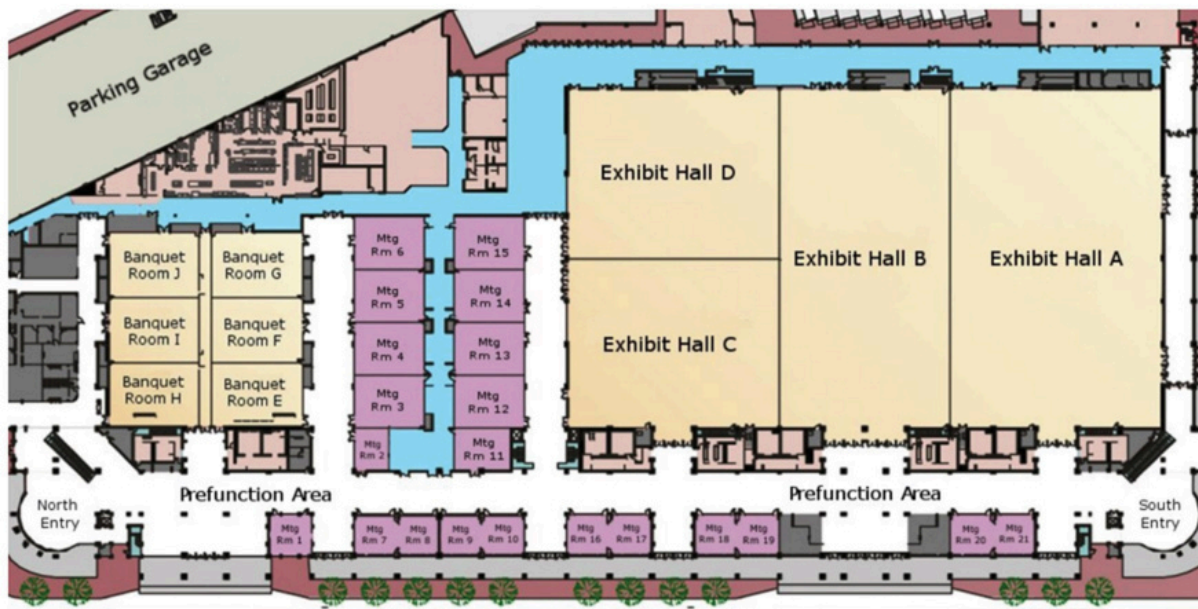 Parking Garage
Exhibit Hall D
Exhibit Hall B
Exhibit Hall A
Exhibit Hall C
Banquet
Room J
Banquet
Room G
Banquet
Room I
Banquet
Room F
Banquet
Room H
Banquet
Room E
Mtg
Rm 6
Mtg
Rm 15
Mtg
Rm 5
Mtg
Rm 14
Mtg
Rm 4
Mtg
Rm 13
Mtg
Rm 3
Mtg
Rm 12
Mtg
Rm 2
Mtg
Rm 11
North
Entry
Prefunction Area
Prefunction Area
South
Entry
Mtg
Rm 1
Mtg
Rm 7
Mtg
Rm 8
Mtg
Rm 9
Mtg
Rm 10
Mtg
Rm 16
Mtg
Rm 17
Mtg
Rm 18
Mtg
Rm 19
Mtg
Rm 20
Mtg
Rm 21